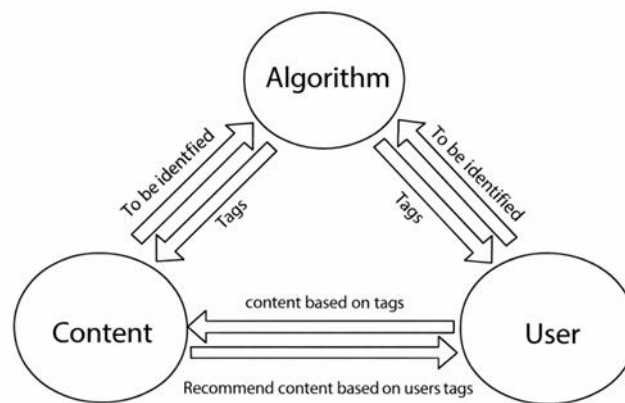 Algorithm
To be identfied
Tags
Tags
To be identified
Content
content based on tags
User
Recommend content based on users tags